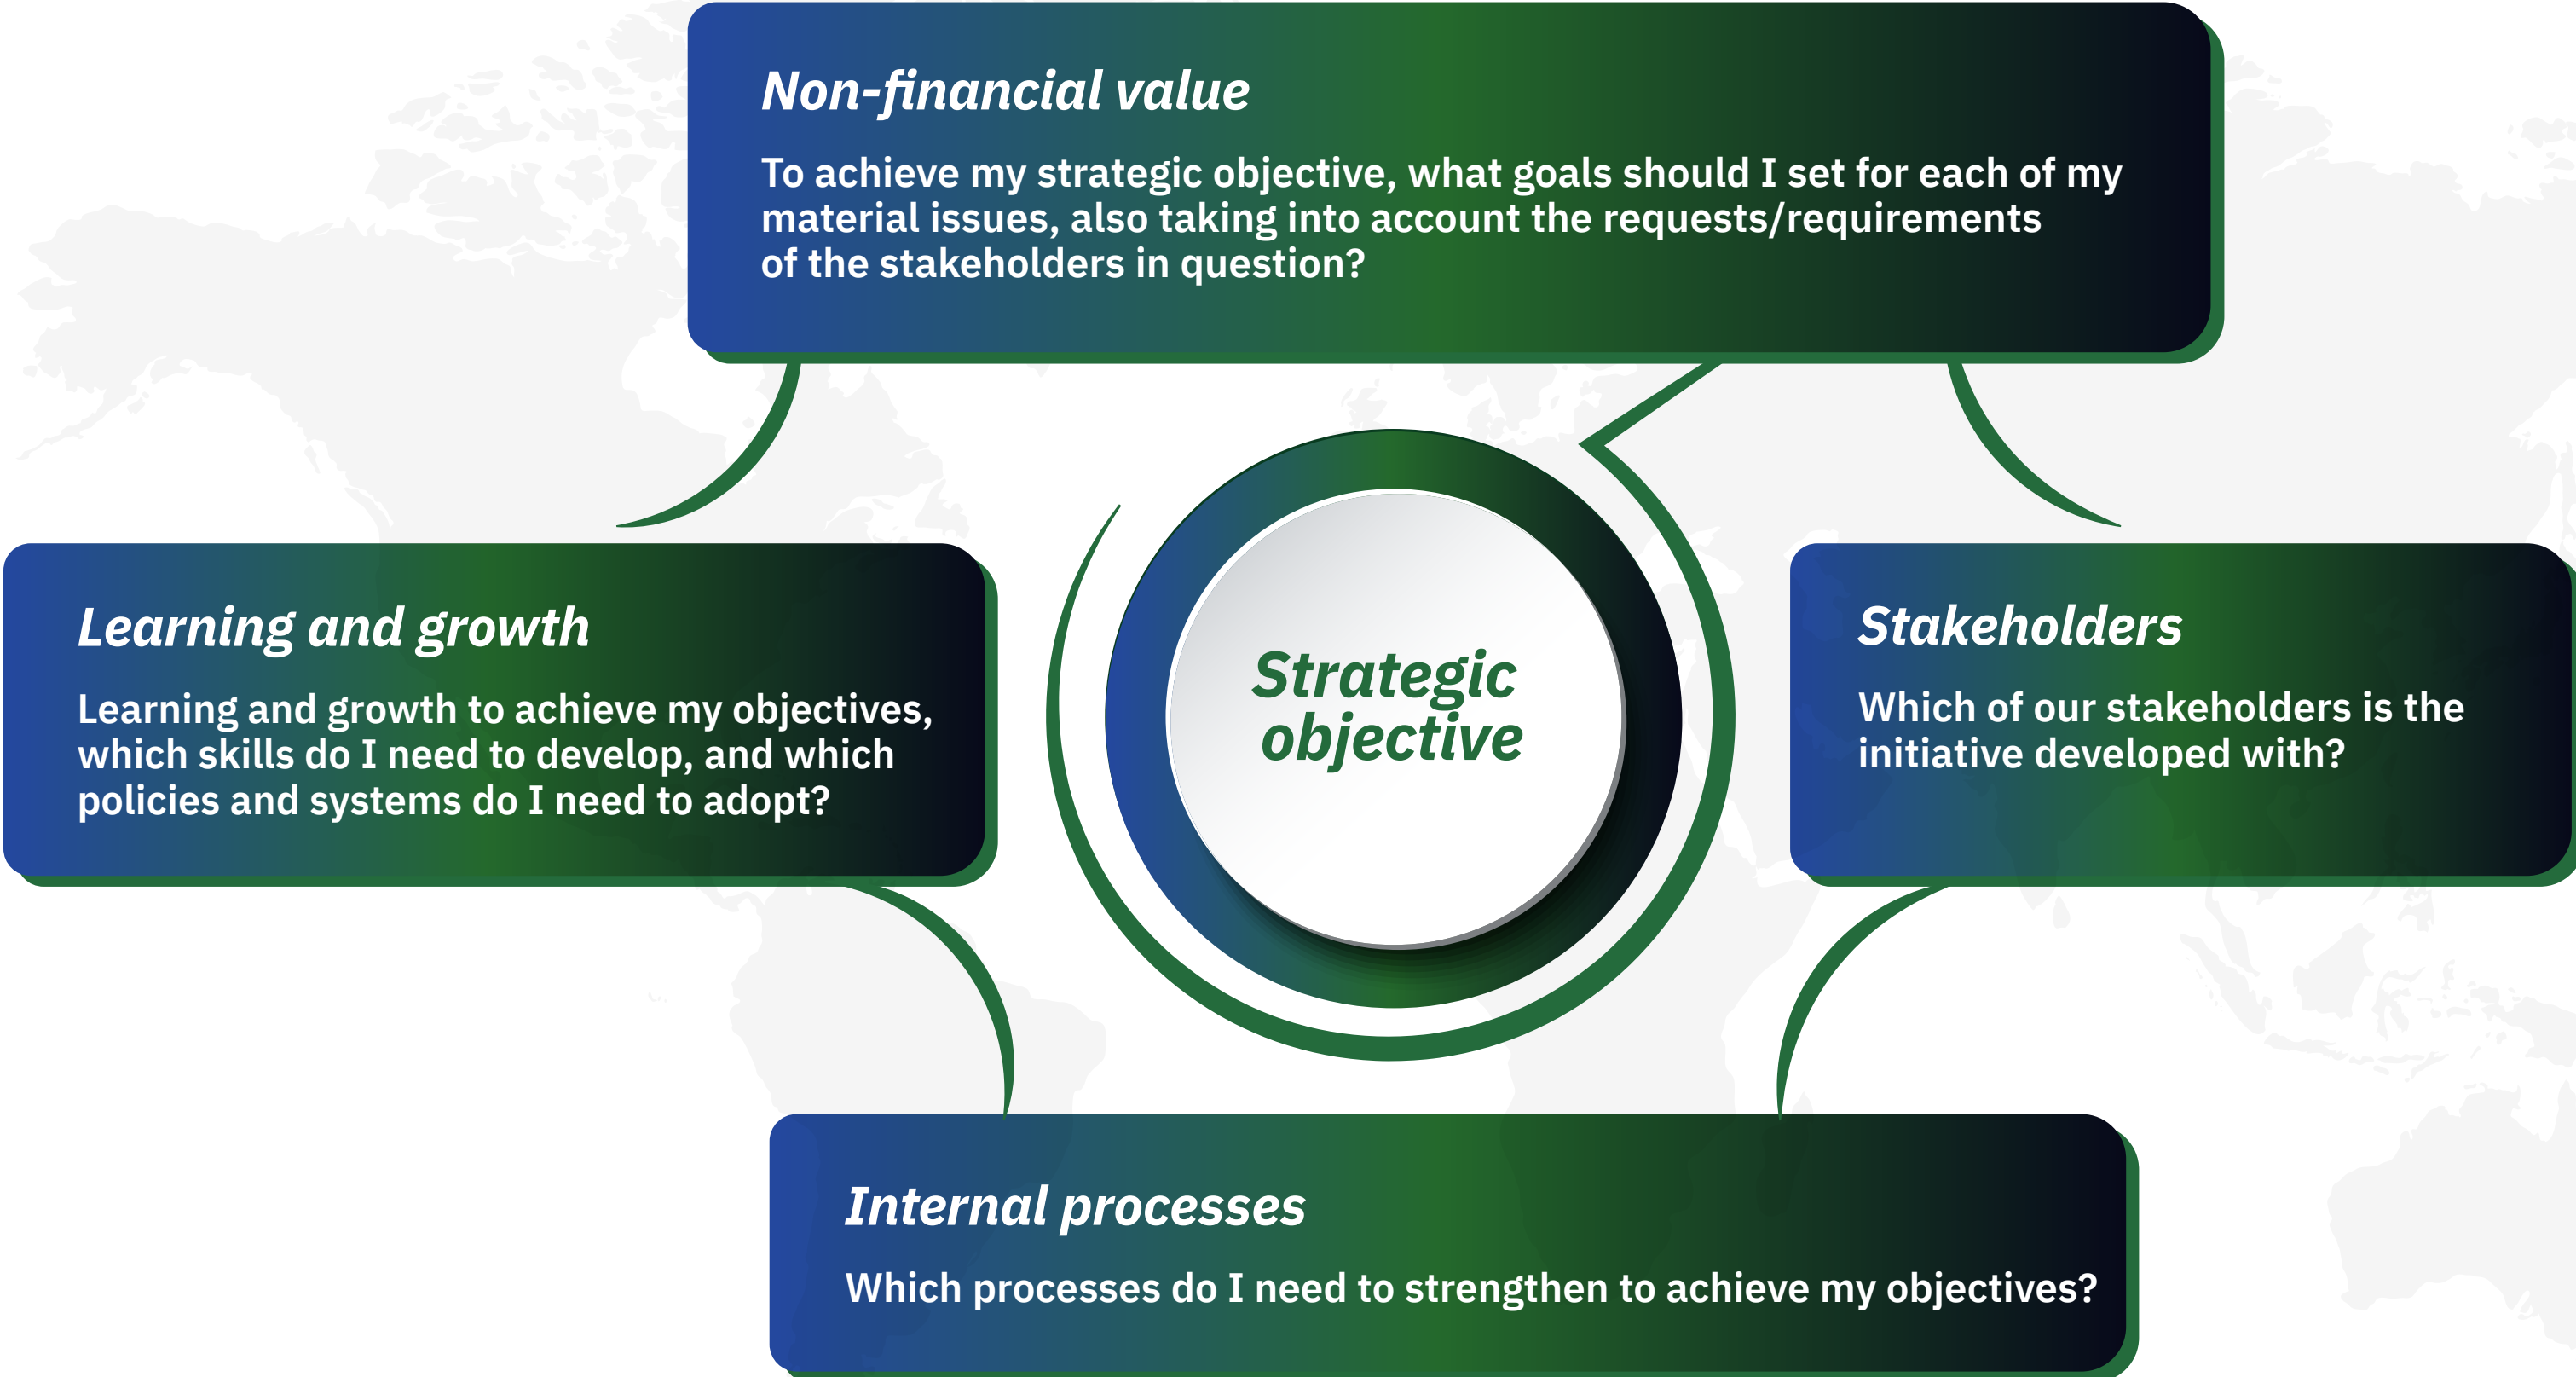 Non-financial value
To achieve my strategic objective, what goals should I set for each of my
material issues, also taking into account the requests/requirements
of the stakeholders in question?
Learning and growth
Learning and growth to achieve my objectives,
which skills do I need to develop, and which
policies and systems do I need to adopt?
Strategic
objective
Stakeholders
Which of our stakeholders is the
initiative developed with?
Internal processes
Which processes do I need to strengthen to achieve my objectives?